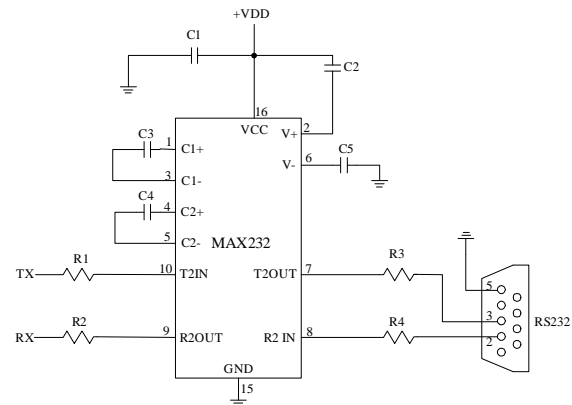 +VDD
C1
C2
16
VCC
V+ 2
C3
1 C1+
3 C1-
V- 6
C5
C4
4 C2+
5 C2-
MAX232
TX
R1
10 T2IN
T2OUT 7
R3
RX
R2
9 R2OUT
R2 IN 8
R4
5
3
2
RS232
GND
15